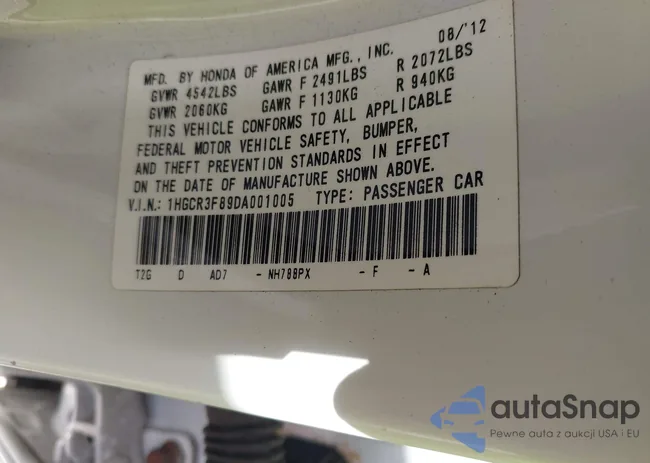 MFD. BY HONDA OF AMERICA MFG., INC. 08/'12
GVWR 4542LBS GAWR F 2491LBS R 2072LBS
GVWR 2060KG GAWR F 1130KG R 940KG
THIS VEHICLE CONFORMS TO ALL APPLICABLE
FEDERAL MOTOR VEHICLE SAFETY, BUMPER,
AND THEFT PREVENTION STANDARDS IN EFFECT
ON THE DATE OF MANUFACTURE SHOWN ABOVE.
V.I.N.: 1HGCR3F89DA001005 TYPE: PASSENGER CAR
T2G D AD7 - NH788PX - F - A
autoSnap
Pewne auta z aukcji USA i EU